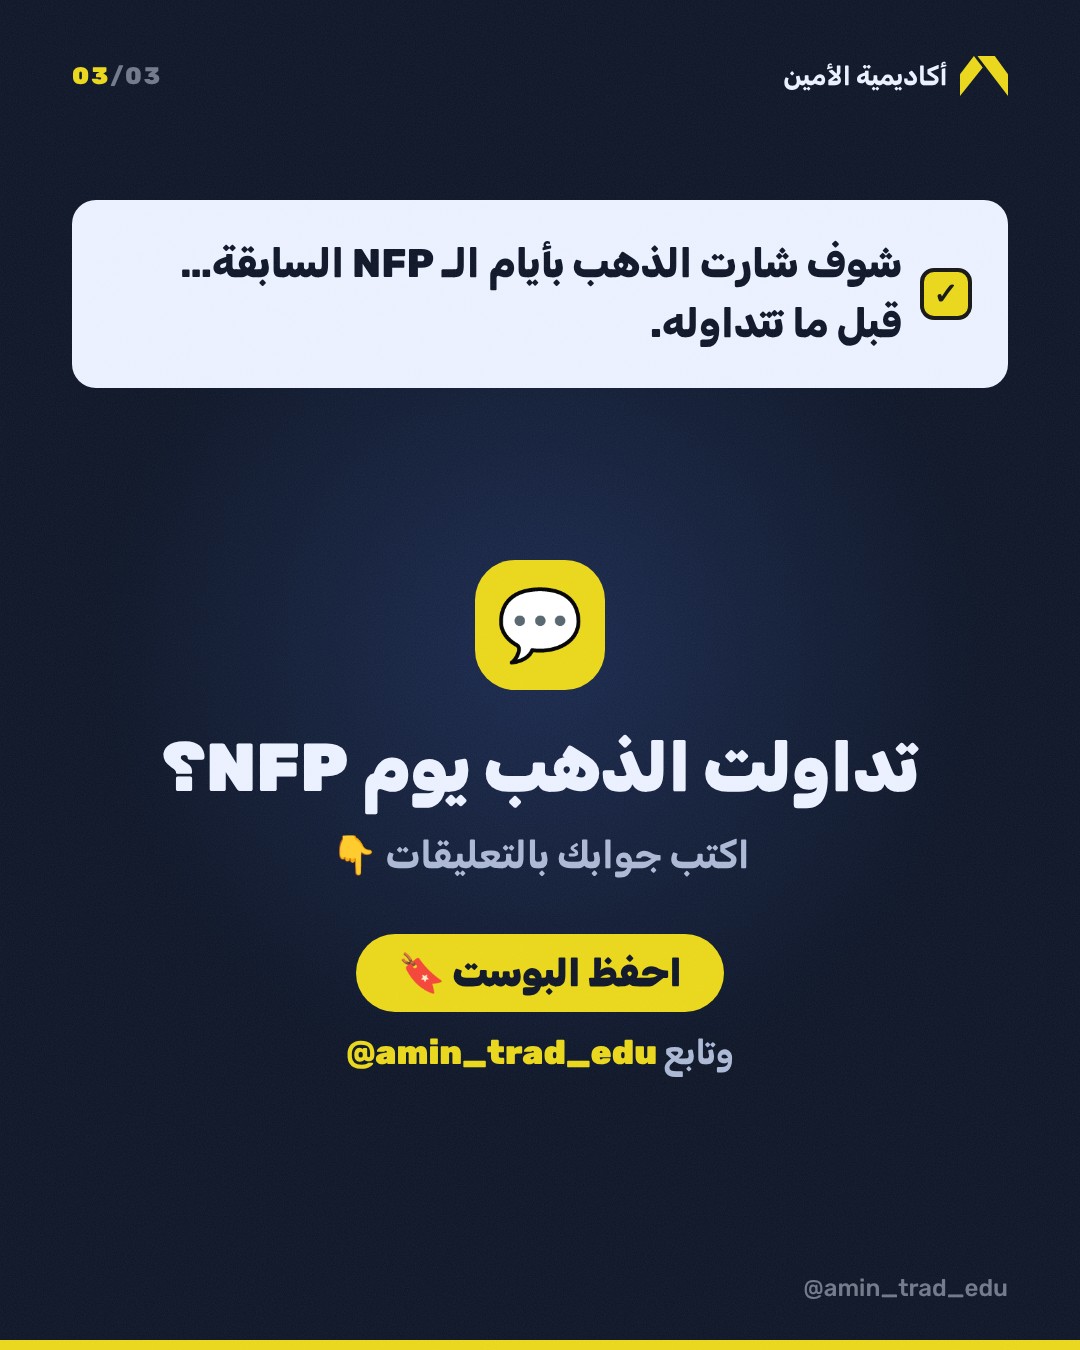 أكاديمية الأمين
03/03
شوف شارت الذهب بأيام الـ NFP السابقة...
قبل ما تتداوله.
تداولت الذهب يوم NFP؟
اكتب جوابك بالتعليقات 👇
احفظ البوست 🔖
وتابع @amin_trad_edu
@amin_trad_edu